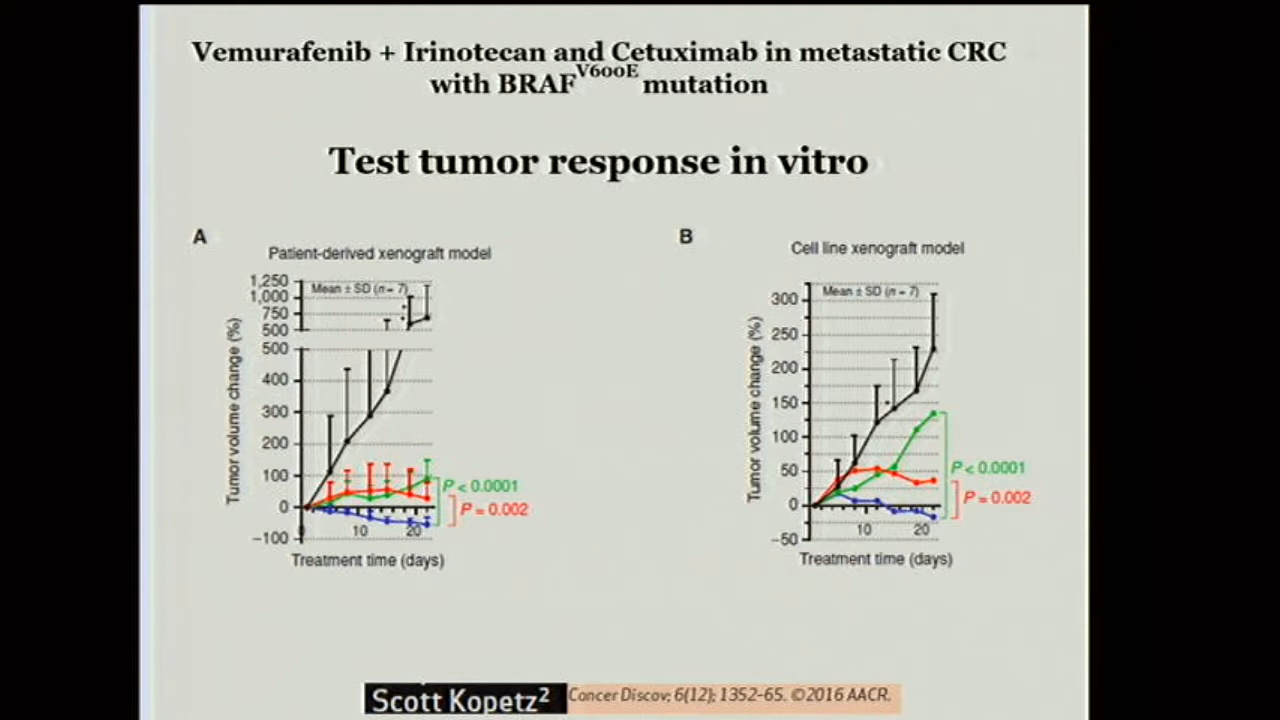 Vemurafenib + Irinotecan and Cetuximab in metastatic CRC
with BRAF V600E mutation
Test tumor response in vitro
A
Patient-derived xenograft model
Mean ± SD (n = 7)
1,250
1,000
750
500
500
400
300
200
100
0
−100
Tumor volume change (%)
0
10
20
P < 0.0001
P = 0.002
Treatment time (days)
B
Cell line xenograft model
Mean ± SD (n = 7)
300
250
200
150
100
50
0
−50
Tumor volume change (%)
10
20
P < 0.0001
P = 0.002
Treatment time (days)
Scott Kopetz2
Cancer Discov; 6(12); 1352–65. ©2016 AACR.